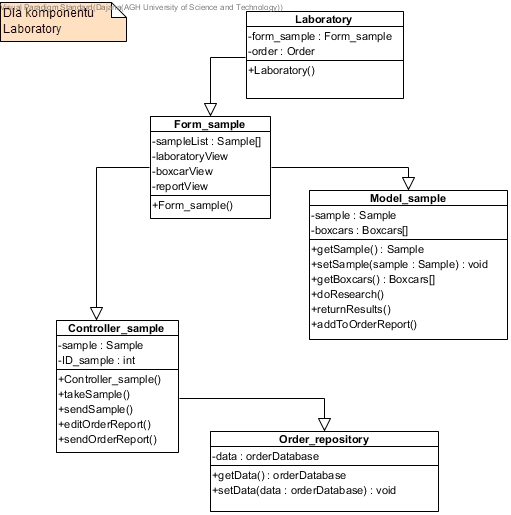 Visual Paradigm Standard(Dajana(AGH University of Science and Technology))
Dla komponentu
Laboratory
Laboratory
-form_sample : Form_sample
-order : Order
+Laboratory()
Form_sample
-sampleList : Sample[]
-laboratoryView
-boxcarView
-reportView
+Form_sample()
Model_sample
-sample : Sample
-boxcars : Boxcars[]
+getSample() : Sample
+setSample(sample : Sample) : void
+getBoxcars() : Boxcars[]
+doResearch()
+returnResults()
+addToOrderReport()
Controller_sample
-sample : Sample
-ID_sample : int
+Controller_sample()
+takeSample()
+sendSample()
+editOrderReport()
+sendOrderReport()
Order_repository
-data : orderDatabase
+getData() : orderDatabase
+setData(data : orderDatabase) : void